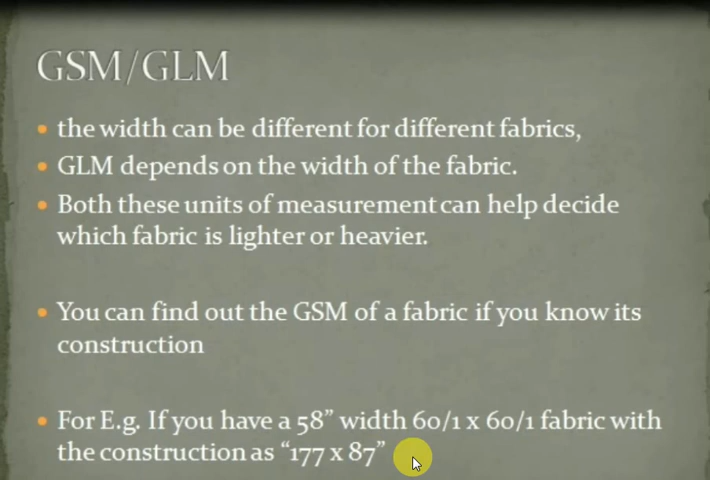 GSM/GLM
• the width can be different for different fabrics,
• GLM depends on the width of the fabric.
• Both these units of measurement can help decide
which fabric is lighter or heavier.
• You can find out the GSM of a fabric if you know its
construction
• For E.g. If you have a 58” width 60/1 x 60/1 fabric with
the construction as “177 x 87”